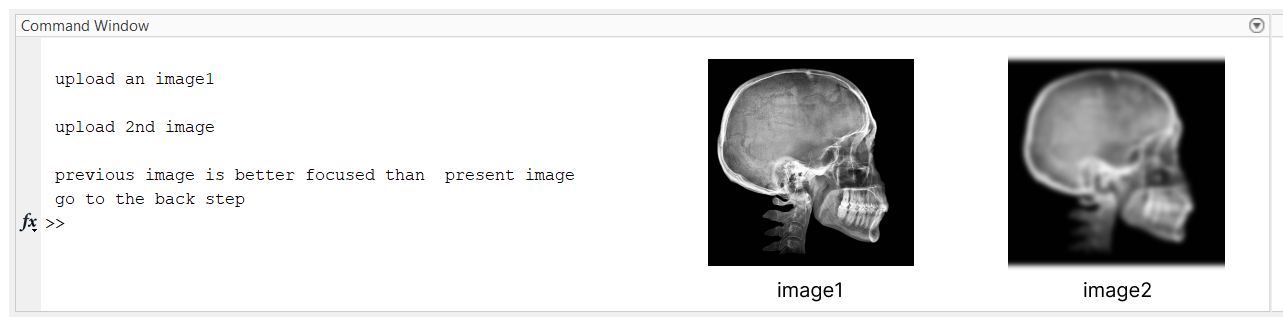 Command Window
upload an image1
upload 2nd image
previous image is better focused than  present image
go to the back step
fx >>
image1
image2